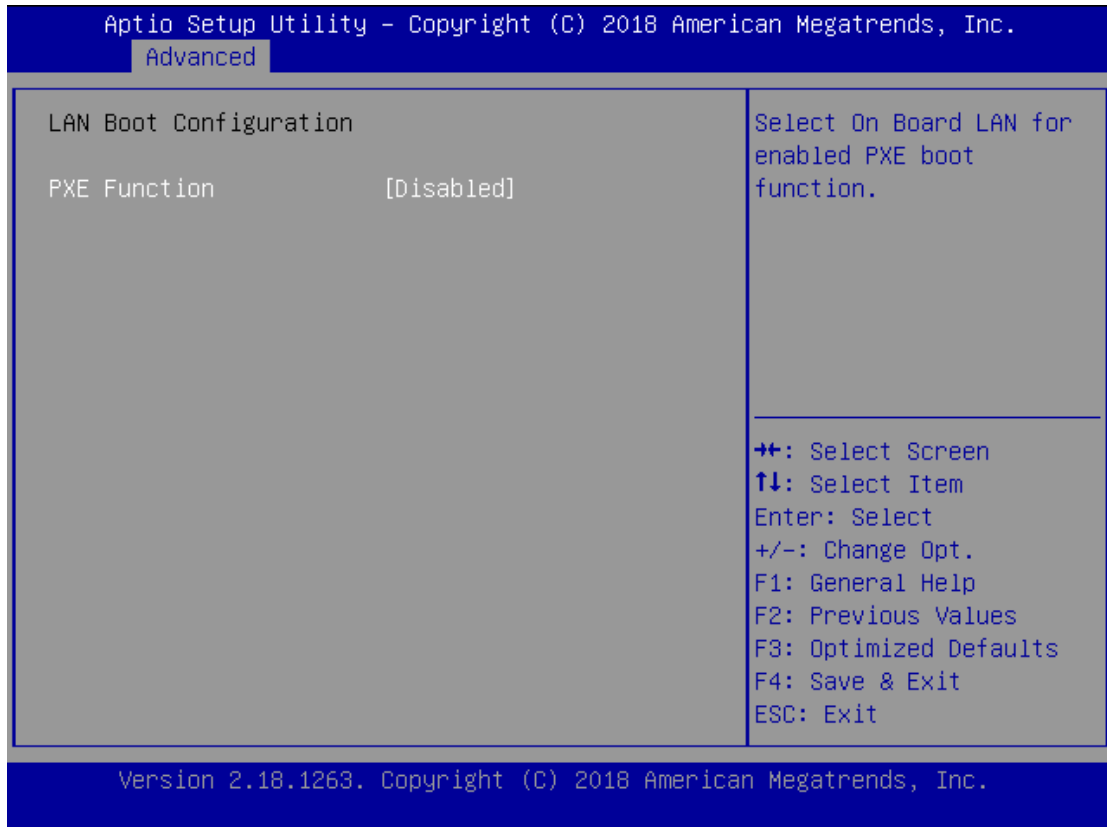 Aptio Setup Utility – Copyright (C) 2018 American Megatrends, Inc.
Advanced
LAN Boot Configuration
PXE Function [Disabled]
Select On Board LAN for
enabled PXE boot
function.
→←: Select Screen
↑↓: Select Item
Enter: Select
+/-: Change Opt.
F1: General Help
F2: Previous Values
F3: Optimized Defaults
F4: Save & Exit
ESC: Exit
Version 2.18.1263. Copyright (C) 2018 American Megatrends, Inc.